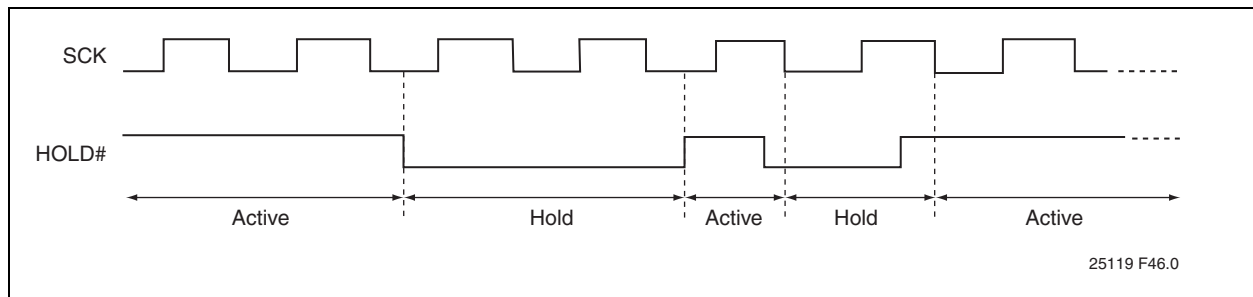 SCK
HOLD#
Active Hold Active Hold Active
25119 F46.0